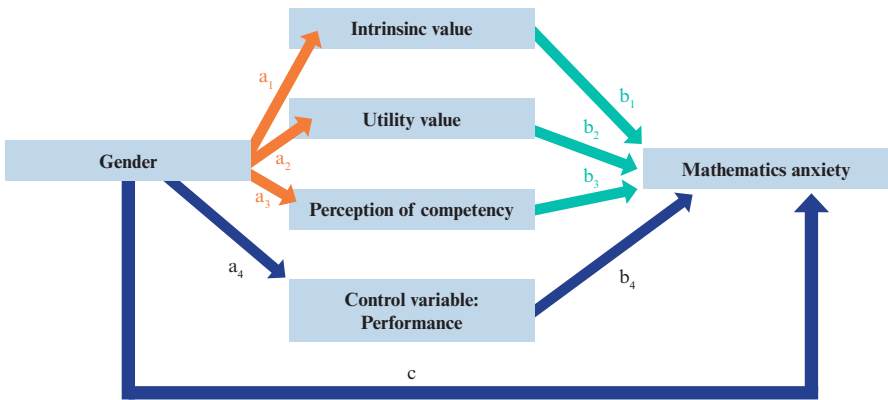 Intrinsinc value
a1
b1
Utility value
b2
Gender
a2
Mathematics anxiety
b3
a3
Perception of competency
a4
b4
Control variable:
Performance
c